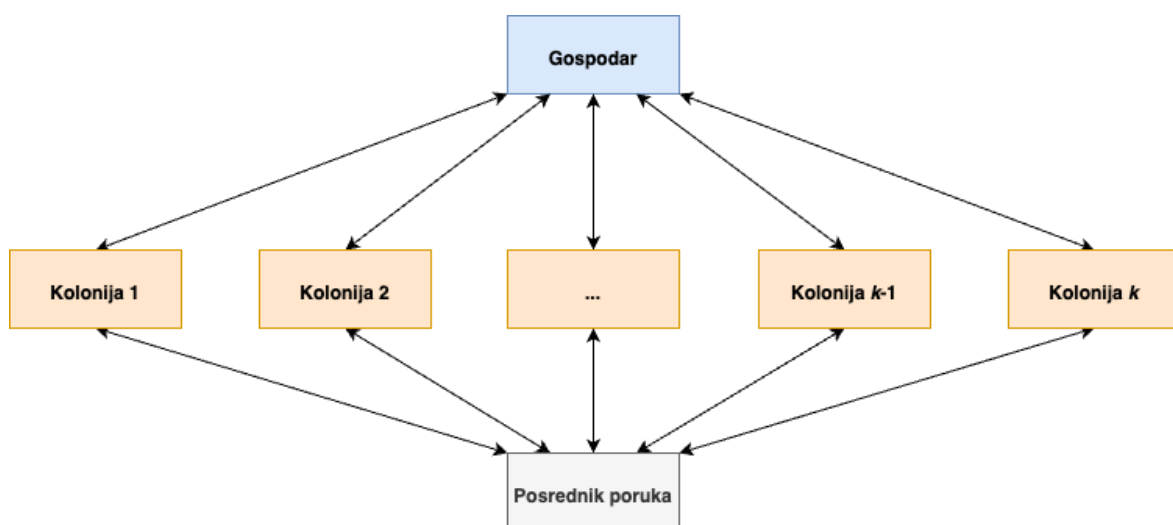 Gospodar
Kolonija 1
Kolonija 2
...
Kolonija k-1
Kolonija k
Posrednik poruka